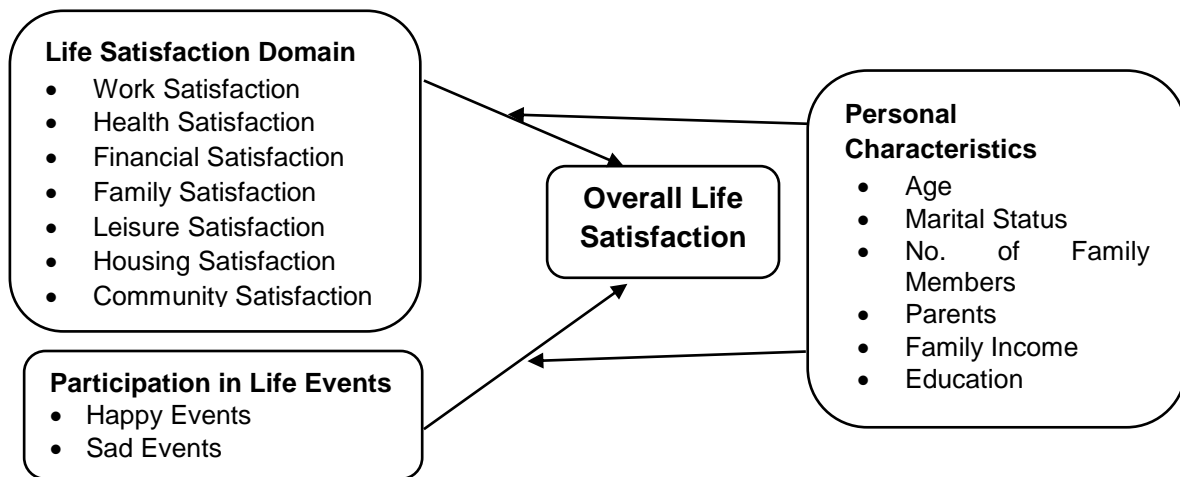 Life Satisfaction Domain
• Work Satisfaction
• Health Satisfaction
• Financial Satisfaction
• Family Satisfaction
• Leisure Satisfaction
• Housing Satisfaction
• Community Satisfaction
Participation in Life Events
• Happy Events
• Sad Events
Overall Life
Satisfaction
Personal
Characteristics
• Age
• Marital Status
• No. of Family
Members
• Parents
• Family Income
• Education